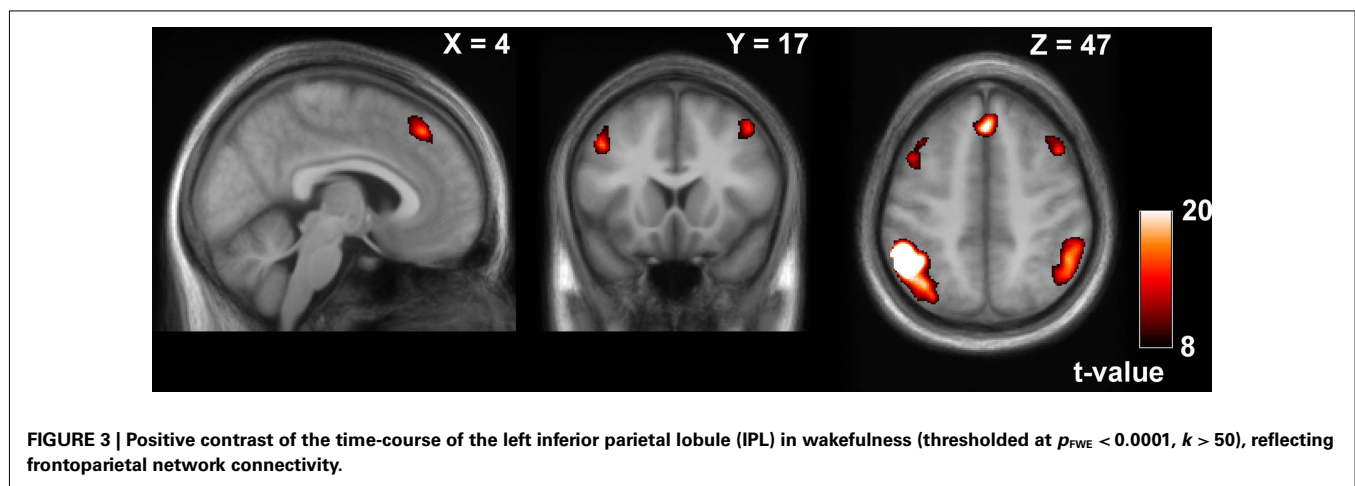 X = 4
Y = 17
Z = 47
20
8
t-value
FIGURE 3 | Positive contrast of the time-course of the left inferior parietal lobule (IPL) in wakefulness (thresholded at pFWE < 0.0001, k > 50), reflecting
frontoparietal network connectivity.